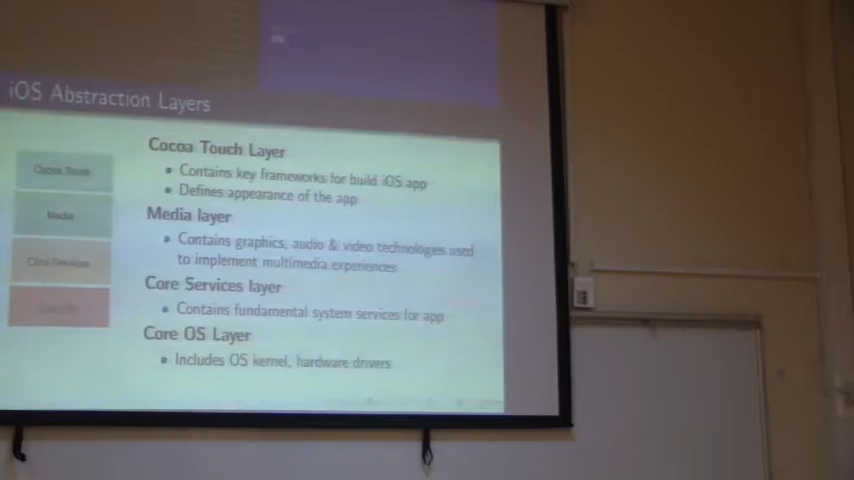 iOS Abstraction Layers
Cocoa Touch Layer
• Contains key frameworks for build iOS app
• Defines appearance of the app.
Media layer
• Contains graphics, audio & video technologies used
to implement multimedia experiences
Core Services layer
• Contains fundamental system services for app
Core OS Layer
• Includes OS kernel, hardware drivers
Cocoa Touch
Media
Core Services